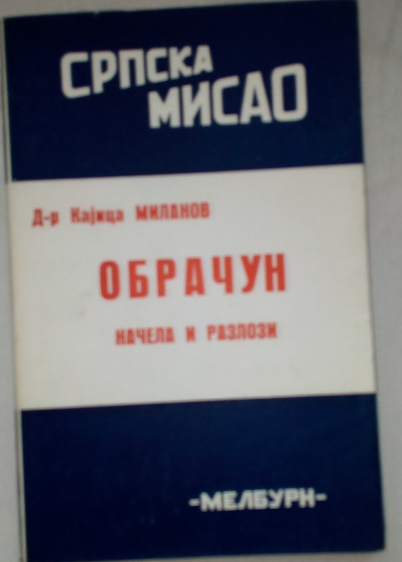 СРПСКА
МИСАО
Д-р Кајица МИЛАНОВ
ОБРАЧУН
НАЧЕЛА И РАЗЛОЗИ
-МЕЛБУРН-